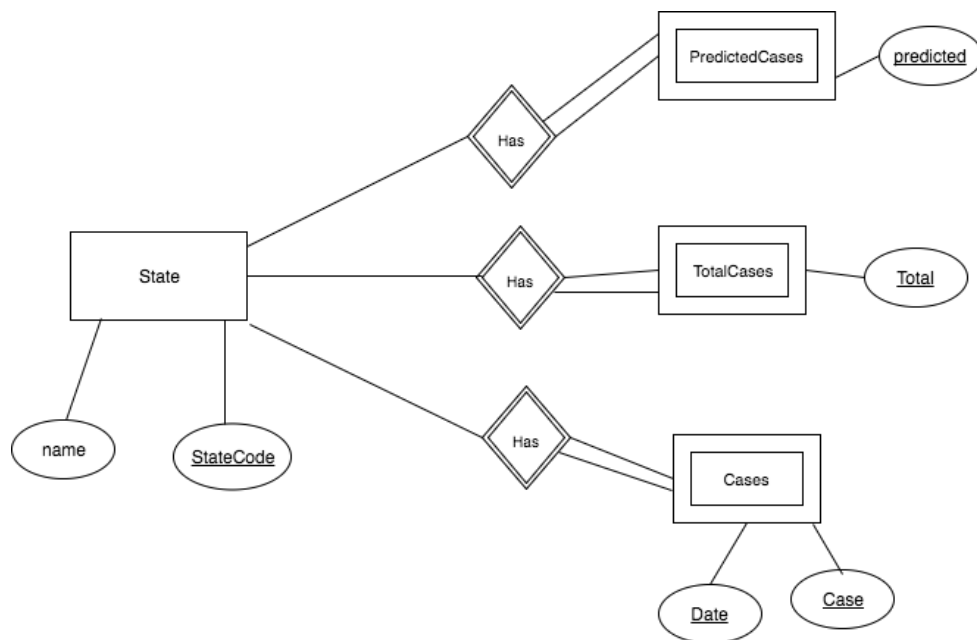 PredictedCases
predicted
Has
State
Has
TotalCases
Total
name
StateCode
Has
Cases
Date
Case